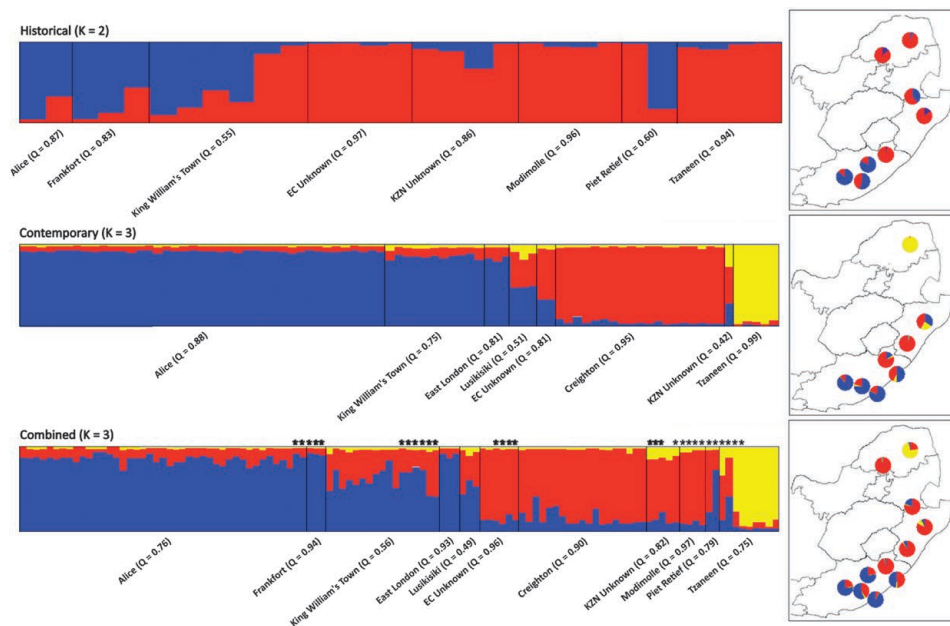 Historical (K = 2)
Alice (Q = 0.87)
Frankfort (Q = 0.83)
King William's Town (Q = 0.55)
EC Unknown (Q = 0.97)
KZN Unknown (Q = 0.86)
Modimolle (Q = 0.96)
Piet Retief (Q = 0.60)
Tzaneen (Q = 0.94)
Contemporary (K = 3)
Alice (Q = 0.88)
King William's Town (Q = 0.75)
East London (Q = 0.81)
Lusikisiki (Q = 0.51)
EC Unknown (Q = 0.81)
Creighton (Q = 0.95)
KZN Unknown (Q = 0.42)
Tzaneen (Q = 0.99)
Combined (K = 3)
Alice (Q = 0.76)
Frankfort (Q = 0.94)
King William's Town (Q = 0.56)
East London (Q = 0.93)
Lusikisiki (Q = 0.49)
EC Unknown (Q = 0.96)
Creighton (Q = 0.90)
KZN Unknown (Q = 0.82)
Modimolle (Q = 0.97)
Piet Retief (Q = 0.79)
Tzaneen (Q = 0.75)